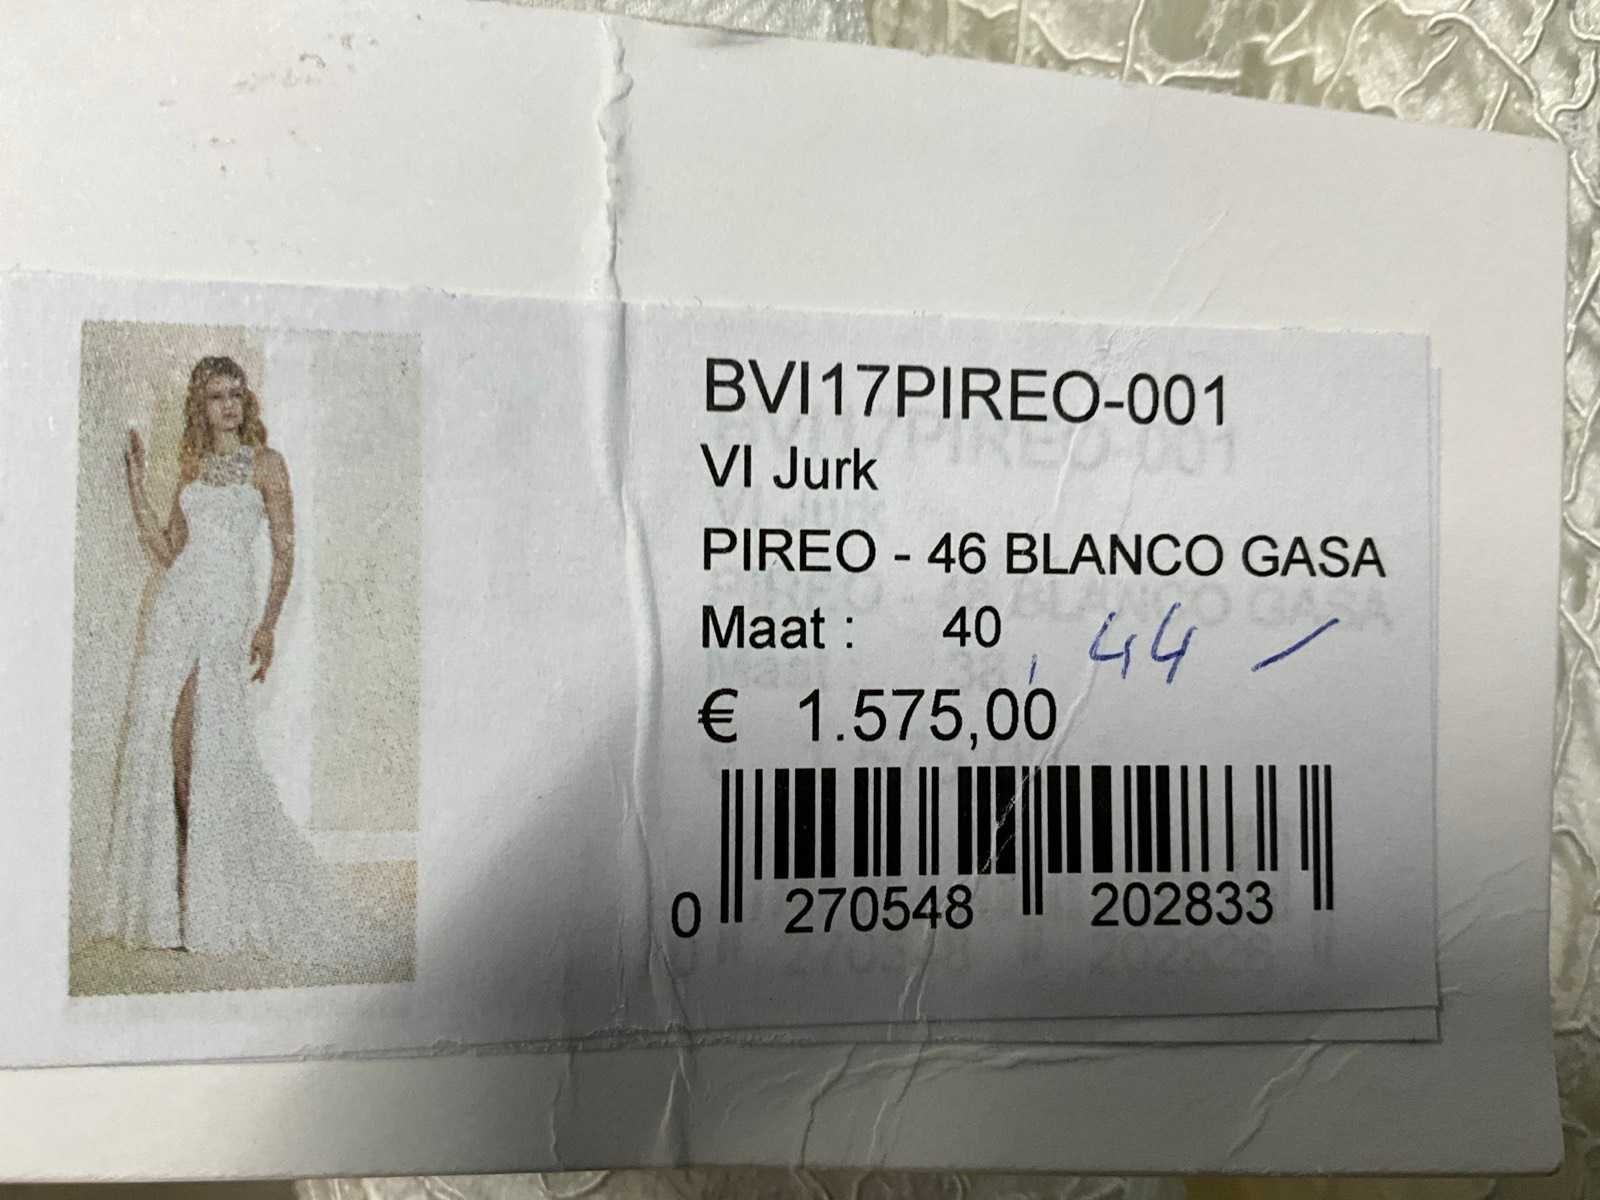 BVI17PIREO-001
VI Jurk
PIREO - 46 BLANCO GASA
Maat : 40 , 44 -
€ 1.575,00
0 270548 202833